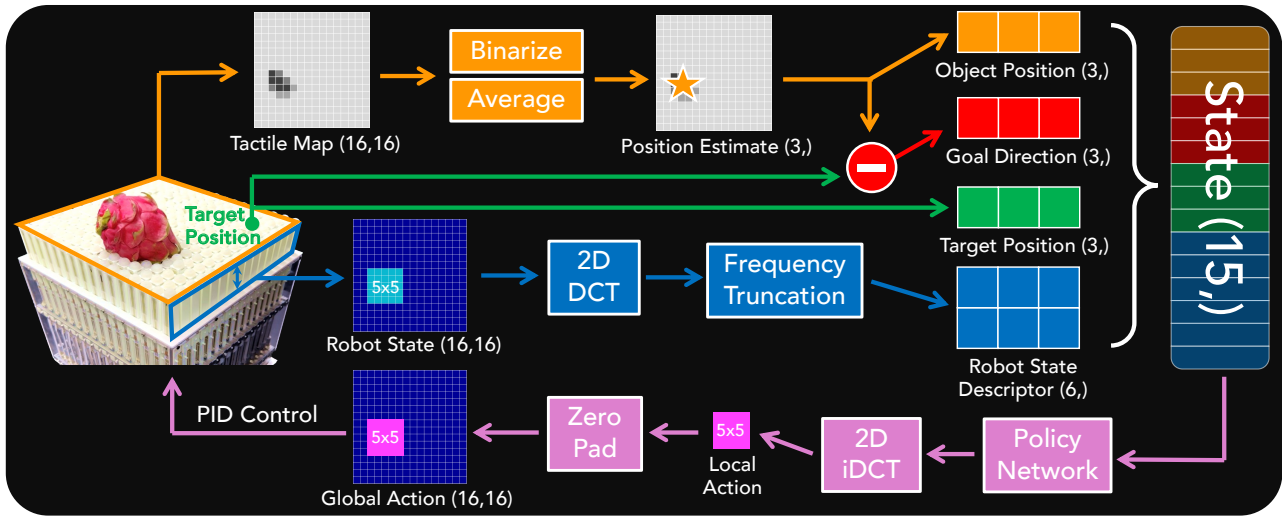 Binarize
Average
Tactile Map (16,16)
Position Estimate (3,)
Object Position (3,)
Goal Direction (3,)
Target
Position
Target Position (3,)
5x5
Robot State (16,16)
2D
DCT
Frequency
Truncation
Robot State
Descriptor (6,)
State (15,)
PID Control
5x5
Global Action (16,16)
Zero
Pad
5x5
Local
Action
2D
iDCT
Policy
Network